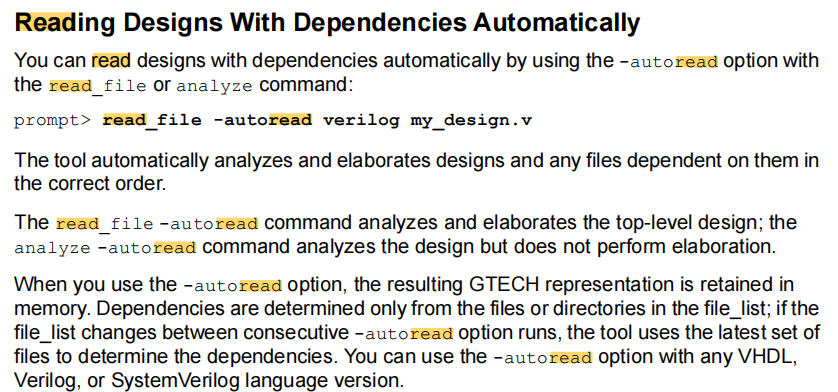 Reading Designs With Dependencies Automatically
You can read designs with dependencies automatically by using the -autoread option with
the read_file or analyze command:
prompt> read_file -autoread verilog my_design.v
The tool automatically analyzes and elaborates designs and any files dependent on them in
the correct order.
The read_file -autoread command analyzes and elaborates the top-level design; the
analyze -autoread command analyzes the design but does not perform elaboration.
When you use the -autoread option, the resulting GTECH representation is retained in
memory. Dependencies are determined only from the files or directories in the file_list; if the
file_list changes between consecutive -autoread option runs, the tool uses the latest set of
files to determine the dependencies. You can use the -autoread option with any VHDL,
Verilog, or SystemVerilog language version.